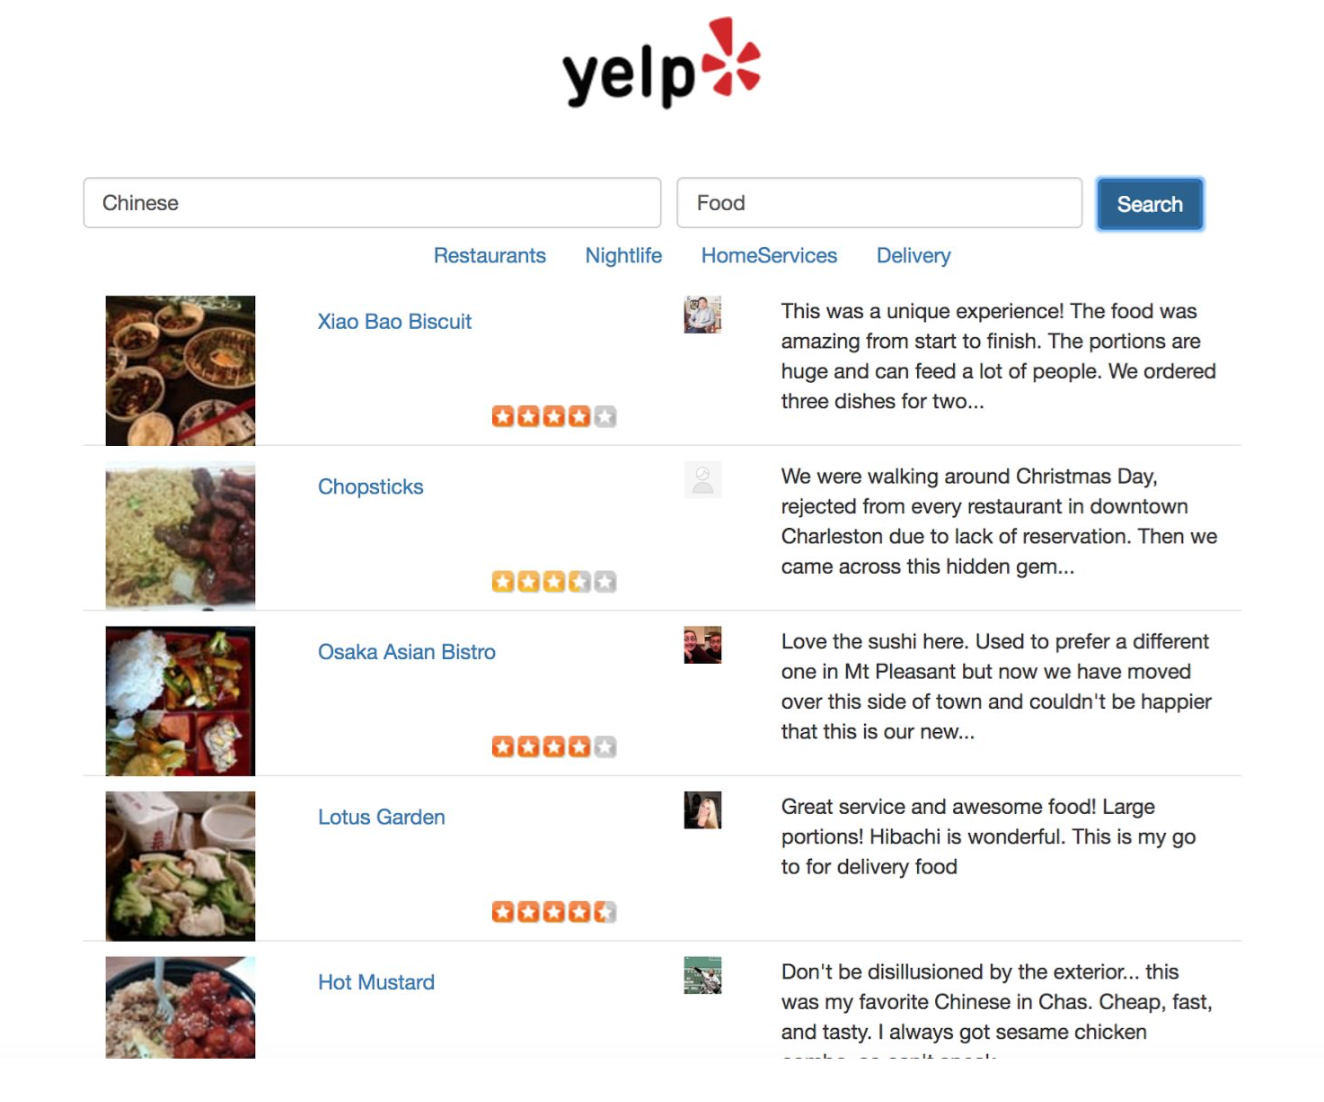 yelp
Chinese
Food
Search
Restaurants
Nightlife
HomeServices
Delivery
Xiao Bao Biscuit
This was a unique experience! The food was
amazing from start to finish. The portions are
huge and can feed a lot of people. We ordered
three dishes for two...
Chopsticks
We were walking around Christmas Day,
rejected from every restaurant in downtown
Charleston due to lack of reservation. Then we
came across this hidden gem...
Osaka Asian Bistro
Love the sushi here. Used to prefer a different
one in Mt Pleasant but now we have moved
over this side of town and couldn't be happier
that this is our new...
Lotus Garden
Great service and awesome food! Large
portions! Hibachi is wonderful. This is my go
to for delivery food
Hot Mustard
Don't be disillusioned by the exterior... this
was my favorite Chinese in Chas. Cheap, fast,
and tasty. I always got sesame chicken